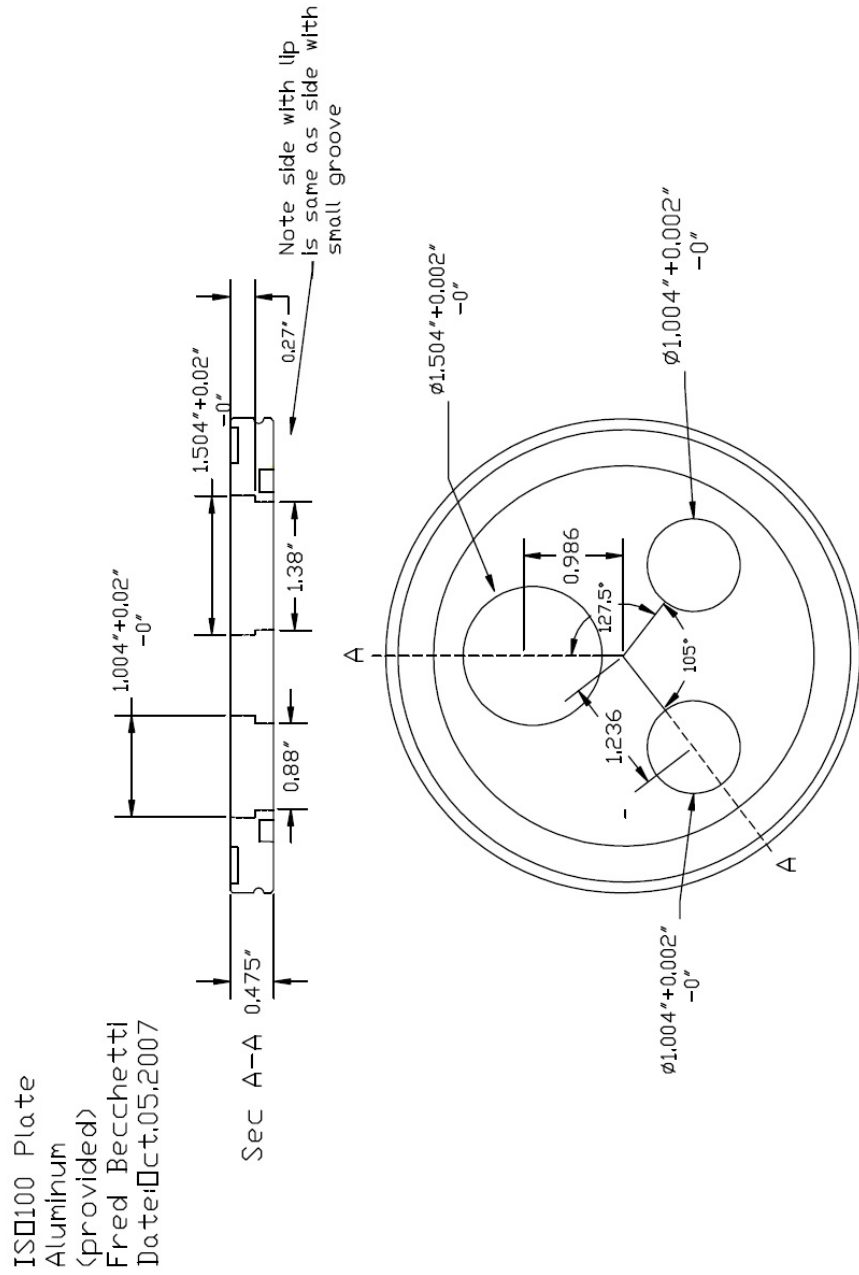 ISO100 Plate
Aluminum
(provided)
Fred Becchetti
Date:Oct.05.2007
Sec A-A
0.475"
1.004"+0.02"
-0"
1.504"+0.02"
-0"
0.27"
0.88"
1.38"
Note side with lip
is same as side with
small groove
A
A
Ø1.504"+0.002"
-0"
0.986
127.5°
105°
1.236
Ø1.004"+0.002"
-0"
Ø1.004"+0.002"
-0"